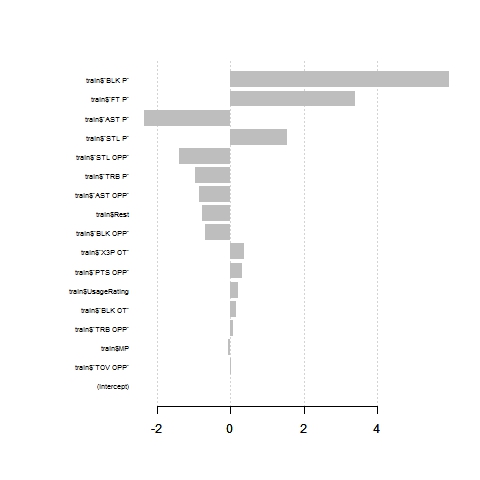 train$`BLK P`
train$`FT P`
train$`AST P`
train$`STL P`
train$`STL OPP`
train$`TRB P`
train$`AST OPP`
train$Rest
train$`BLK OPP`
train$`X3P OT`
train$`PTS OPP`
train$UsageRating
train$`BLK OT`
train$`TRB OPP`
train$MP
train$`TOV OPP`
(Intercept)
-2 0 2 4